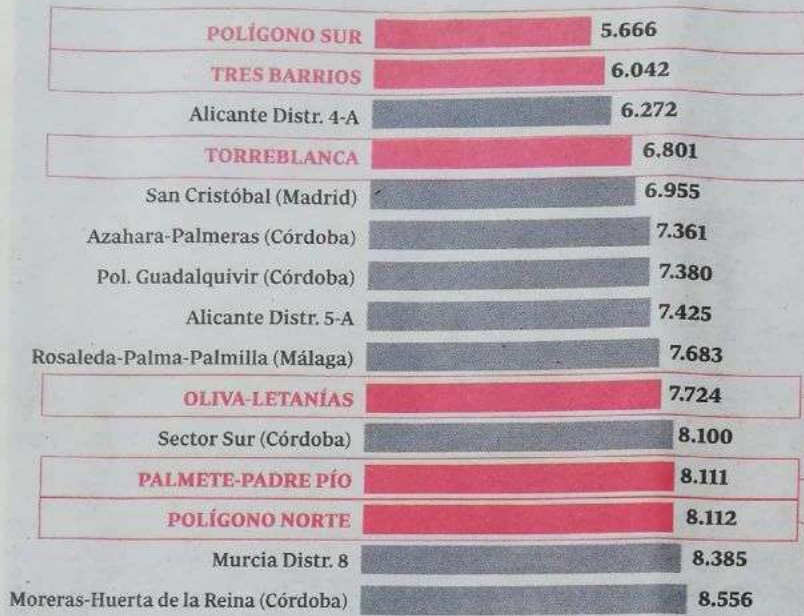 POLÍGONO SUR 5.666
TRES BARRIOS 6.042
Alicante Distr. 4-A 6.272
TORREBLANCA 6.801
San Cristóbal (Madrid) 6.955
Azahara-Palmeras (Córdoba) 7.361
Pol. Guadalquivir (Córdoba) 7.380
Alicante Distr. 5-A 7.425
Rosaleda-Palma-Palmilla (Málaga) 7.683
OLIVA-LETANÍAS 7.724
Sector Sur (Córdoba) 8.100
PALMETE-PADRE PÍO 8.111
POLÍGONO NORTE 8.112
Murcia Distr. 8 8.385
Moreras-Huerta de la Reina (Córdoba) 8.556